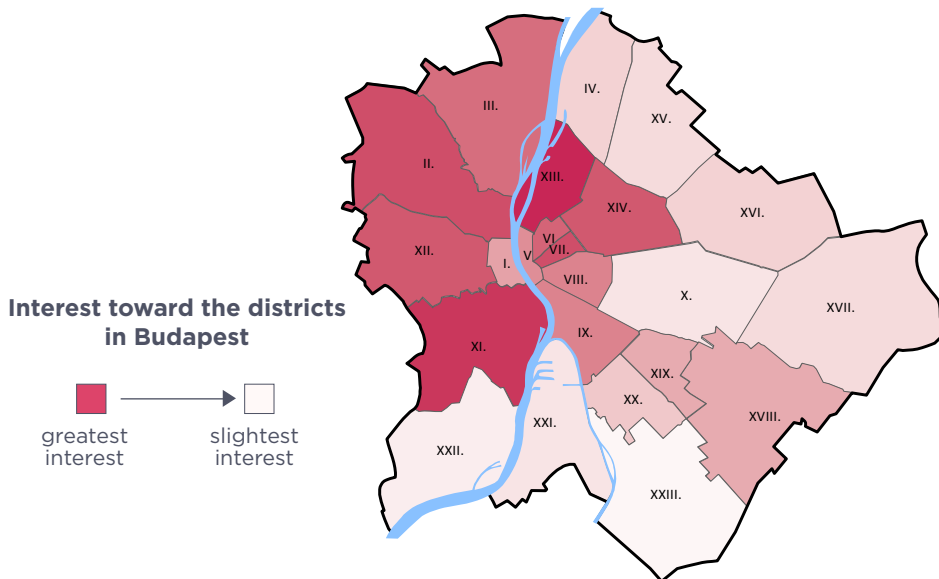 IV.
III.
XV.
II.
XIII.
XIV.
XVI.
VI.
XII.
V.
VII.
I.
VIII.
X.
XVII.
Interest toward the districts
in Budapest
IX.
XI.
XIX.
XX.
XVIII.
greatest
interest
slightest
interest
XXI.
XXII.
XXIII.